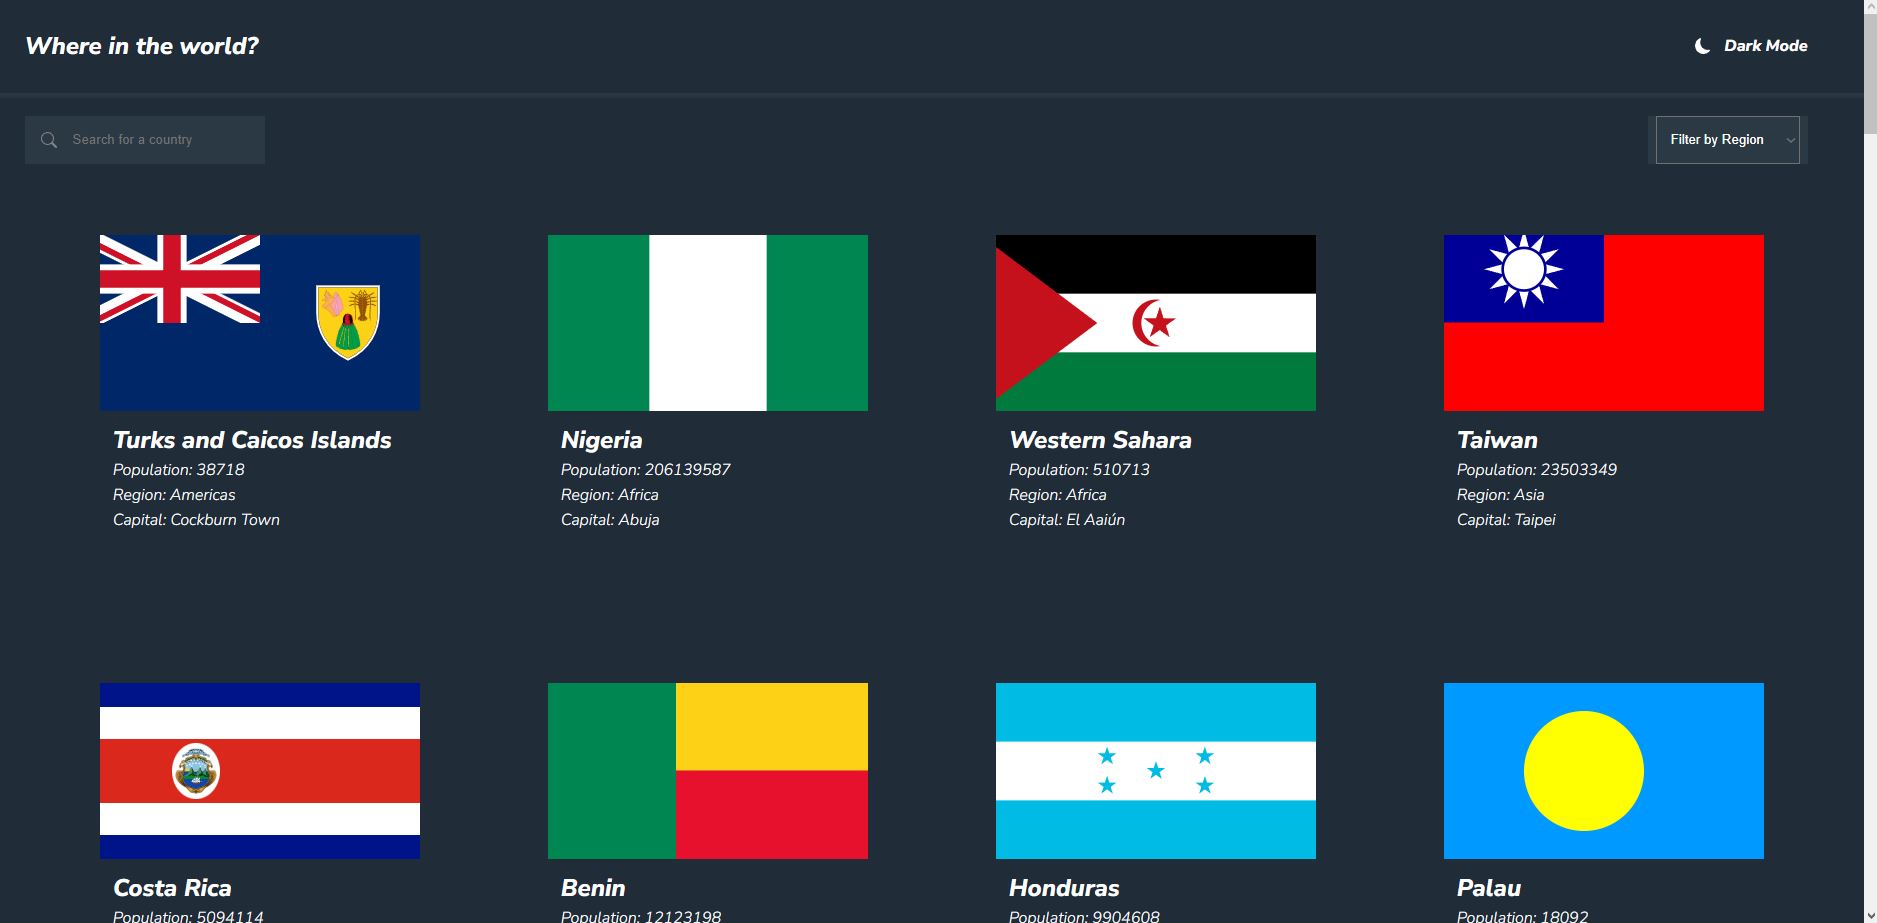 Where in the world?
Dark Mode
Search for a country
Filter by Region
Turks and Caicos Islands
Population: 38718
Region: Americas
Capital: Cockburn Town
Nigeria
Population: 206139587
Region: Africa
Capital: Abuja
Western Sahara
Population: 510713
Region: Africa
Capital: El Aaiún
Taiwan
Population: 23503349
Region: Asia
Capital: Taipei
Costa Rica
Population: 5094114
Benin
Population: 12123198
Honduras
Population: 9904608
Palau
Population: 18092